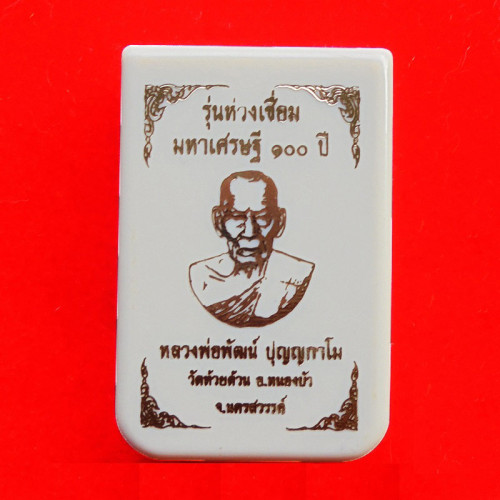 รุ่นห่วงเชื่อม
มหาเศรษฐี ๑๐๐ ปี
หลวงพ่อพัฒน์ ปุญญกาโม
วัดห้วยด้วน อ.หนองบัว
จ.นครสวรรค์